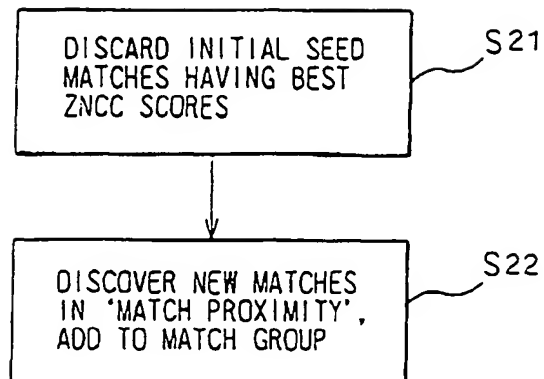 DISCARD INITIAL SEED
MATCHES HAVING BEST
ZNCC SCORES
S21
DISCOVER NEW MATCHES
IN 'MATCH PROXIMITY',
ADD TO MATCH GROUP
S22